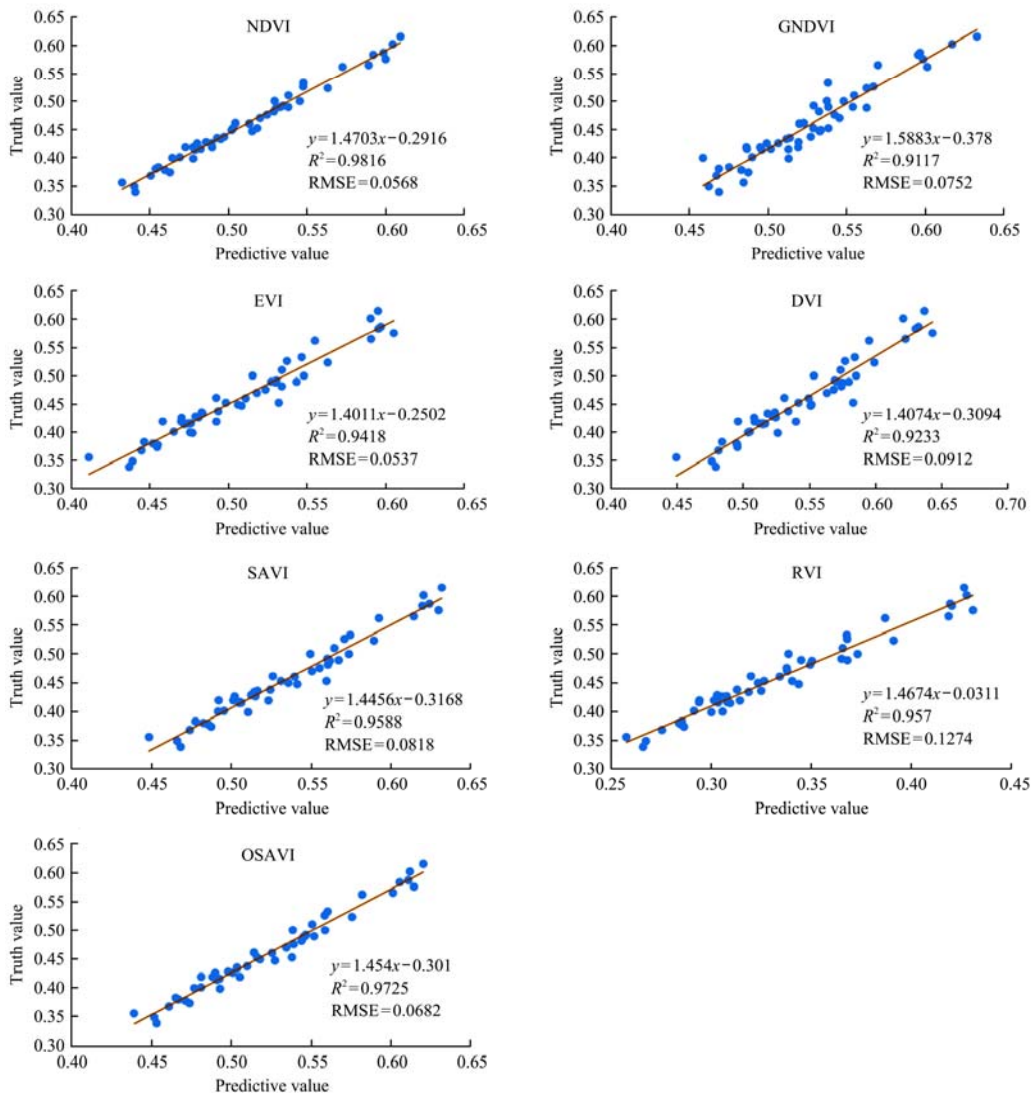 NDVI
0.65
0.60
0.55
0.50
0.45
0.40
0.35
0.30
Truth value
y=1.4703x−0.2916
R²=0.9816
RMSE=0.0568
0.40 0.45 0.50 0.55 0.60 0.65
Predictive value
GNDVI
0.65
0.60
0.55
0.50
0.45
0.40
0.35
0.30
Truth value
y=1.5883x−0.378
R²=0.9117
RMSE=0.0752
0.40 0.45 0.50 0.55 0.60 0.65
Predictive value
EVI
0.65
0.60
0.55
0.50
0.45
0.40
0.35
0.30
Truth value
y=1.4011x−0.2502
R²=0.9418
RMSE=0.0537
0.40 0.45 0.50 0.55 0.60 0.65
Predictive value
DVI
0.65
0.60
0.55
0.50
0.45
0.40
0.35
0.30
Truth value
y=1.4074x−0.3094
R²=0.9233
RMSE=0.0912
0.40 0.45 0.50 0.55 0.60 0.65 0.70
Predictive value
SAVI
0.65
0.60
0.55
0.50
0.45
0.40
0.35
0.30
Truth value
y=1.4456x−0.3168
R²=0.9588
RMSE=0.0818
0.40 0.45 0.50 0.55 0.60 0.65
Predictive value
RVI
0.65
0.60
0.55
0.50
0.45
0.40
0.35
0.30
Truth value
y=1.4674x−0.0311
R²=0.957
RMSE=0.1274
0.25 0.30 0.35 0.40 0.45
Predictive value
OSAVI
0.65
0.60
0.55
0.50
0.45
0.40
0.35
0.30
Truth value
y=1.454x−0.301
R²=0.9725
RMSE=0.0682
0.40 0.45 0.50 0.55 0.60 0.65
Predictive value